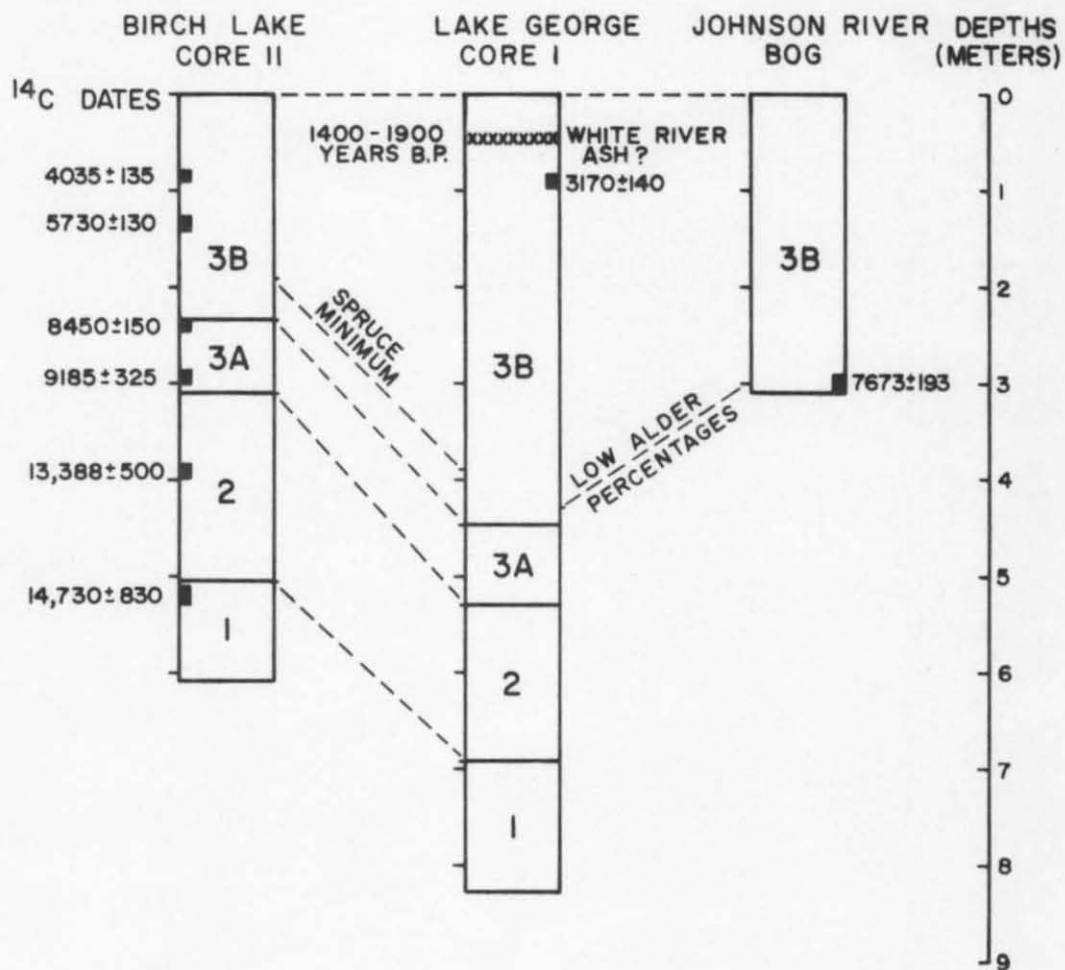 BIRCH LAKE
CORE II
LAKE GEORGE
CORE I
JOHNSON RIVER
BOG
DEPTHS
(METERS)
14C DATES
4035±135
5730±130
8450±150
9185±325
13,388±500
14,730±830
3B
3A
2
1
1400-1900
YEARS B.P.
xxxxxxxxx
WHITE RIVER
ASH?
3170±140
SPRUCE
MINIMUM
3B
3A
2
1
LOW ALDER
PERCENTAGES
3B
7673±193
0
1
2
3
4
5
6
7
8
9